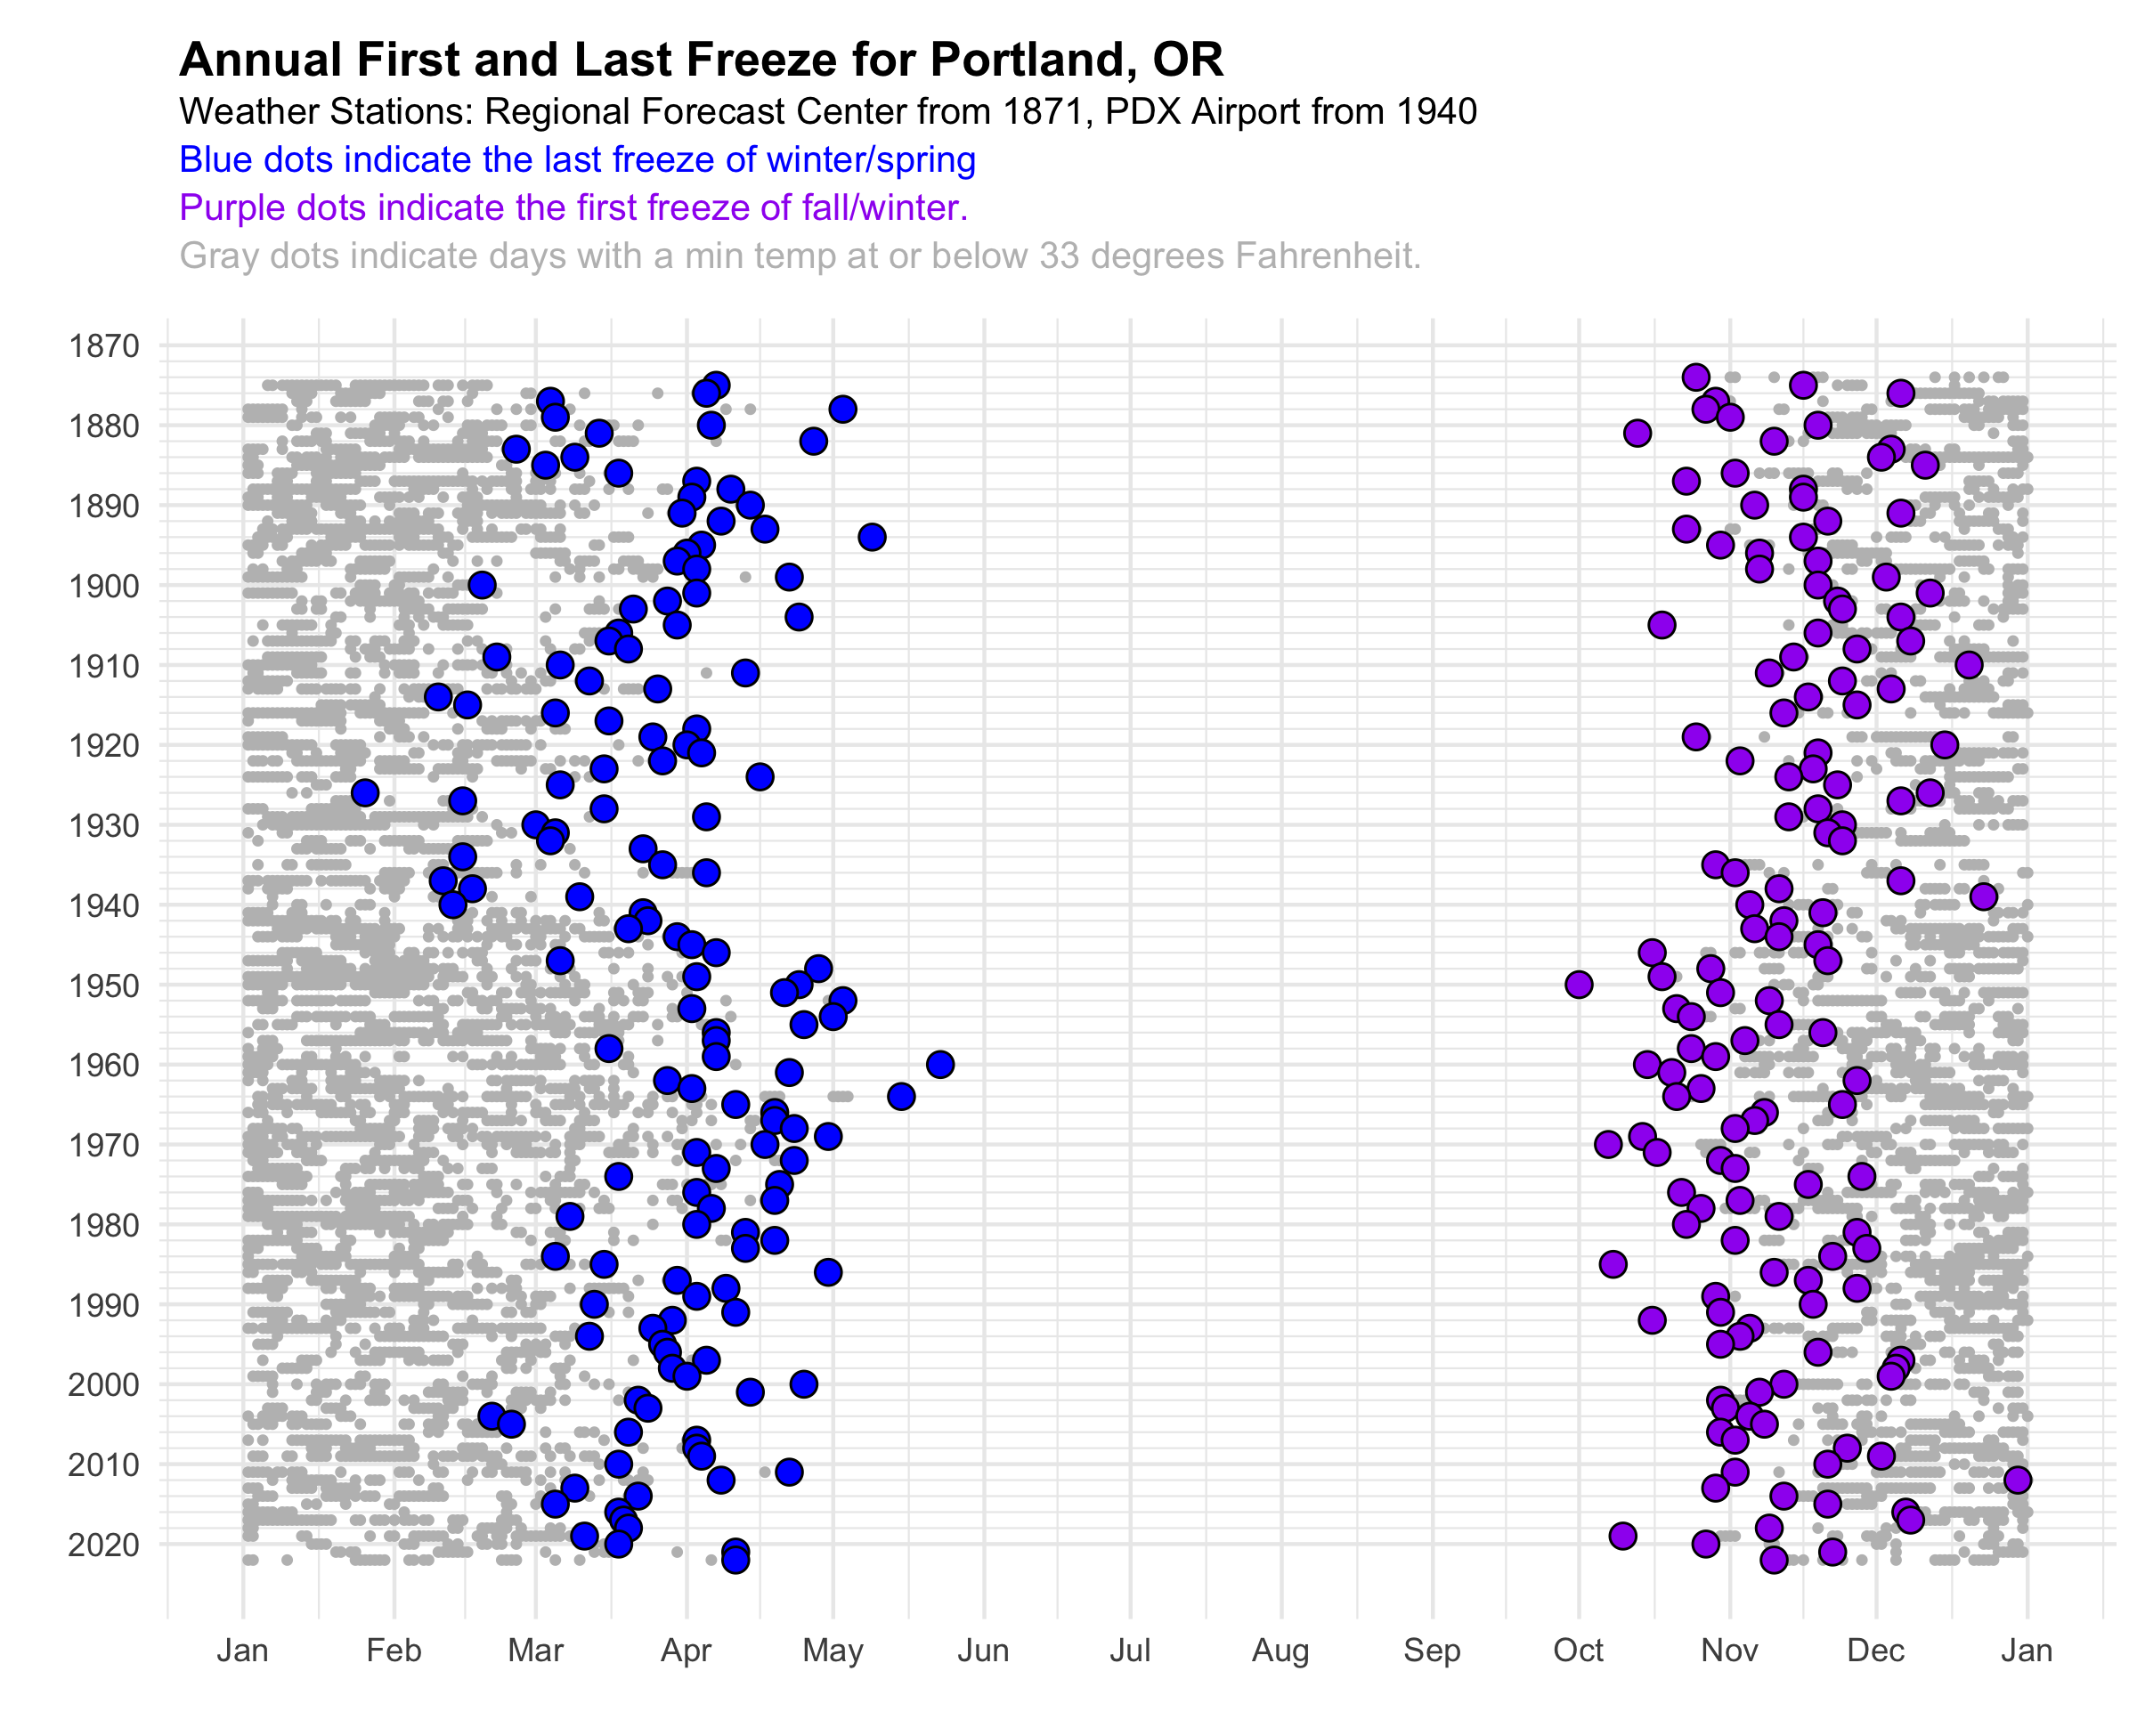 Annual First and Last Freeze for Portland, OR
Weather Stations: Regional Forecast Center from 1871, PDX Airport from 1940
Blue dots indicate the last freeze of winter/spring
Purple dots indicate the first freeze of fall/winter.
Gray dots indicate days with a min temp at or below 33 degrees Fahrenheit.
1870
1880
1890
1900
1910
1920
1930
1940
1950
1960
1970
1980
1990
2000
2010
2020
Jan Feb Mar Apr May Jun Jul Aug Sep Oct Nov Dec Jan